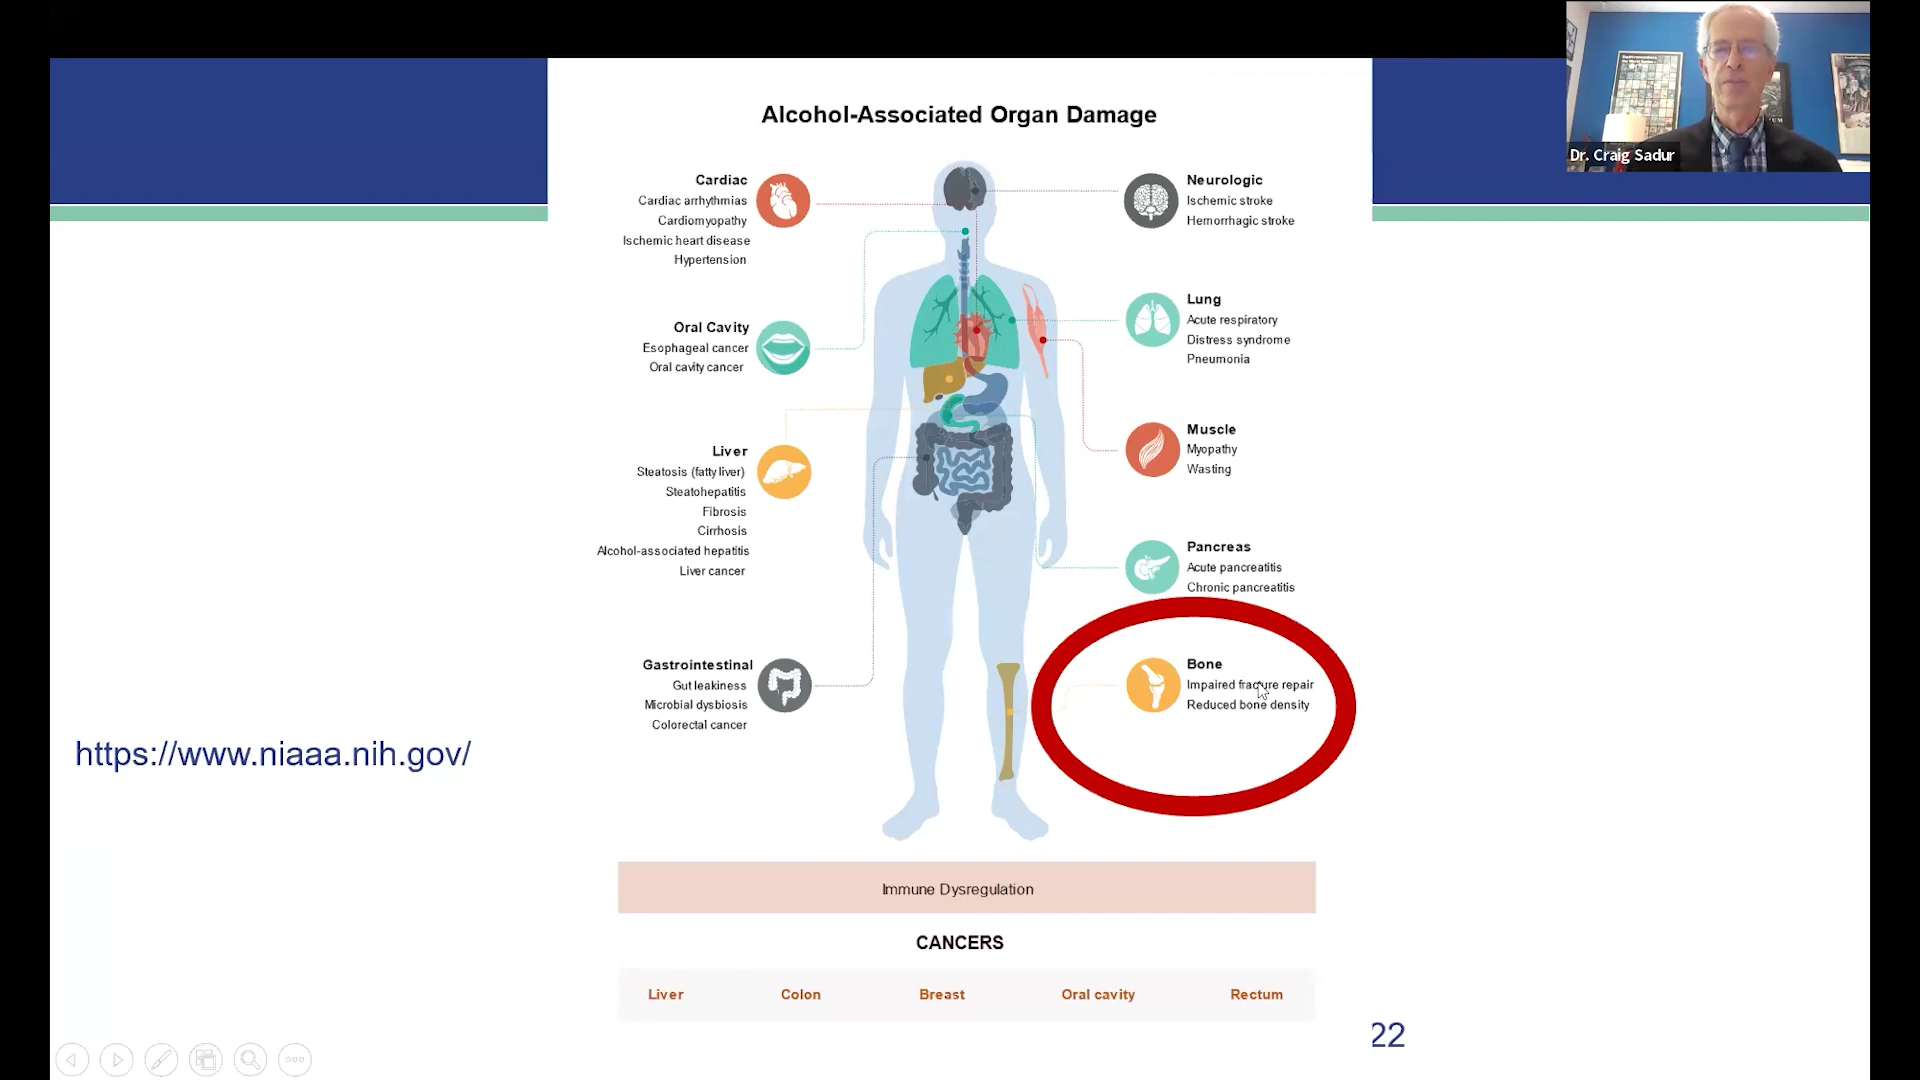 Dr. Craig Sadur
Alcohol-Associated Organ Damage
Cardiac
Cardiac arrhythmias
Cardiomyopathy
Ischemic heart disease
Hypertension
Oral Cavity
Esophageal cancer
Oral cavity cancer
Liver
Steatosis (fatty liver)
Steatohepatitis
Fibrosis
Cirrhosis
Alcohol-associated hepatitis
Liver cancer
Gastrointestinal
Gut leakiness
Microbial dysbiosis
Colorectal cancer
Neurologic
Ischemic stroke
Hemorrhagic stroke
Lung
Acute respiratory
Distress syndrome
Pneumonia
Muscle
Myopathy
Wasting
Pancreas
Acute pancreatitis
Chronic pancreatitis
Bone
Impaired fracture repair
Reduced bone density
https://www.niaaa.nih.gov/
Immune Dysregulation
CANCERS
Liver Colon Breast Oral cavity Rectum
22